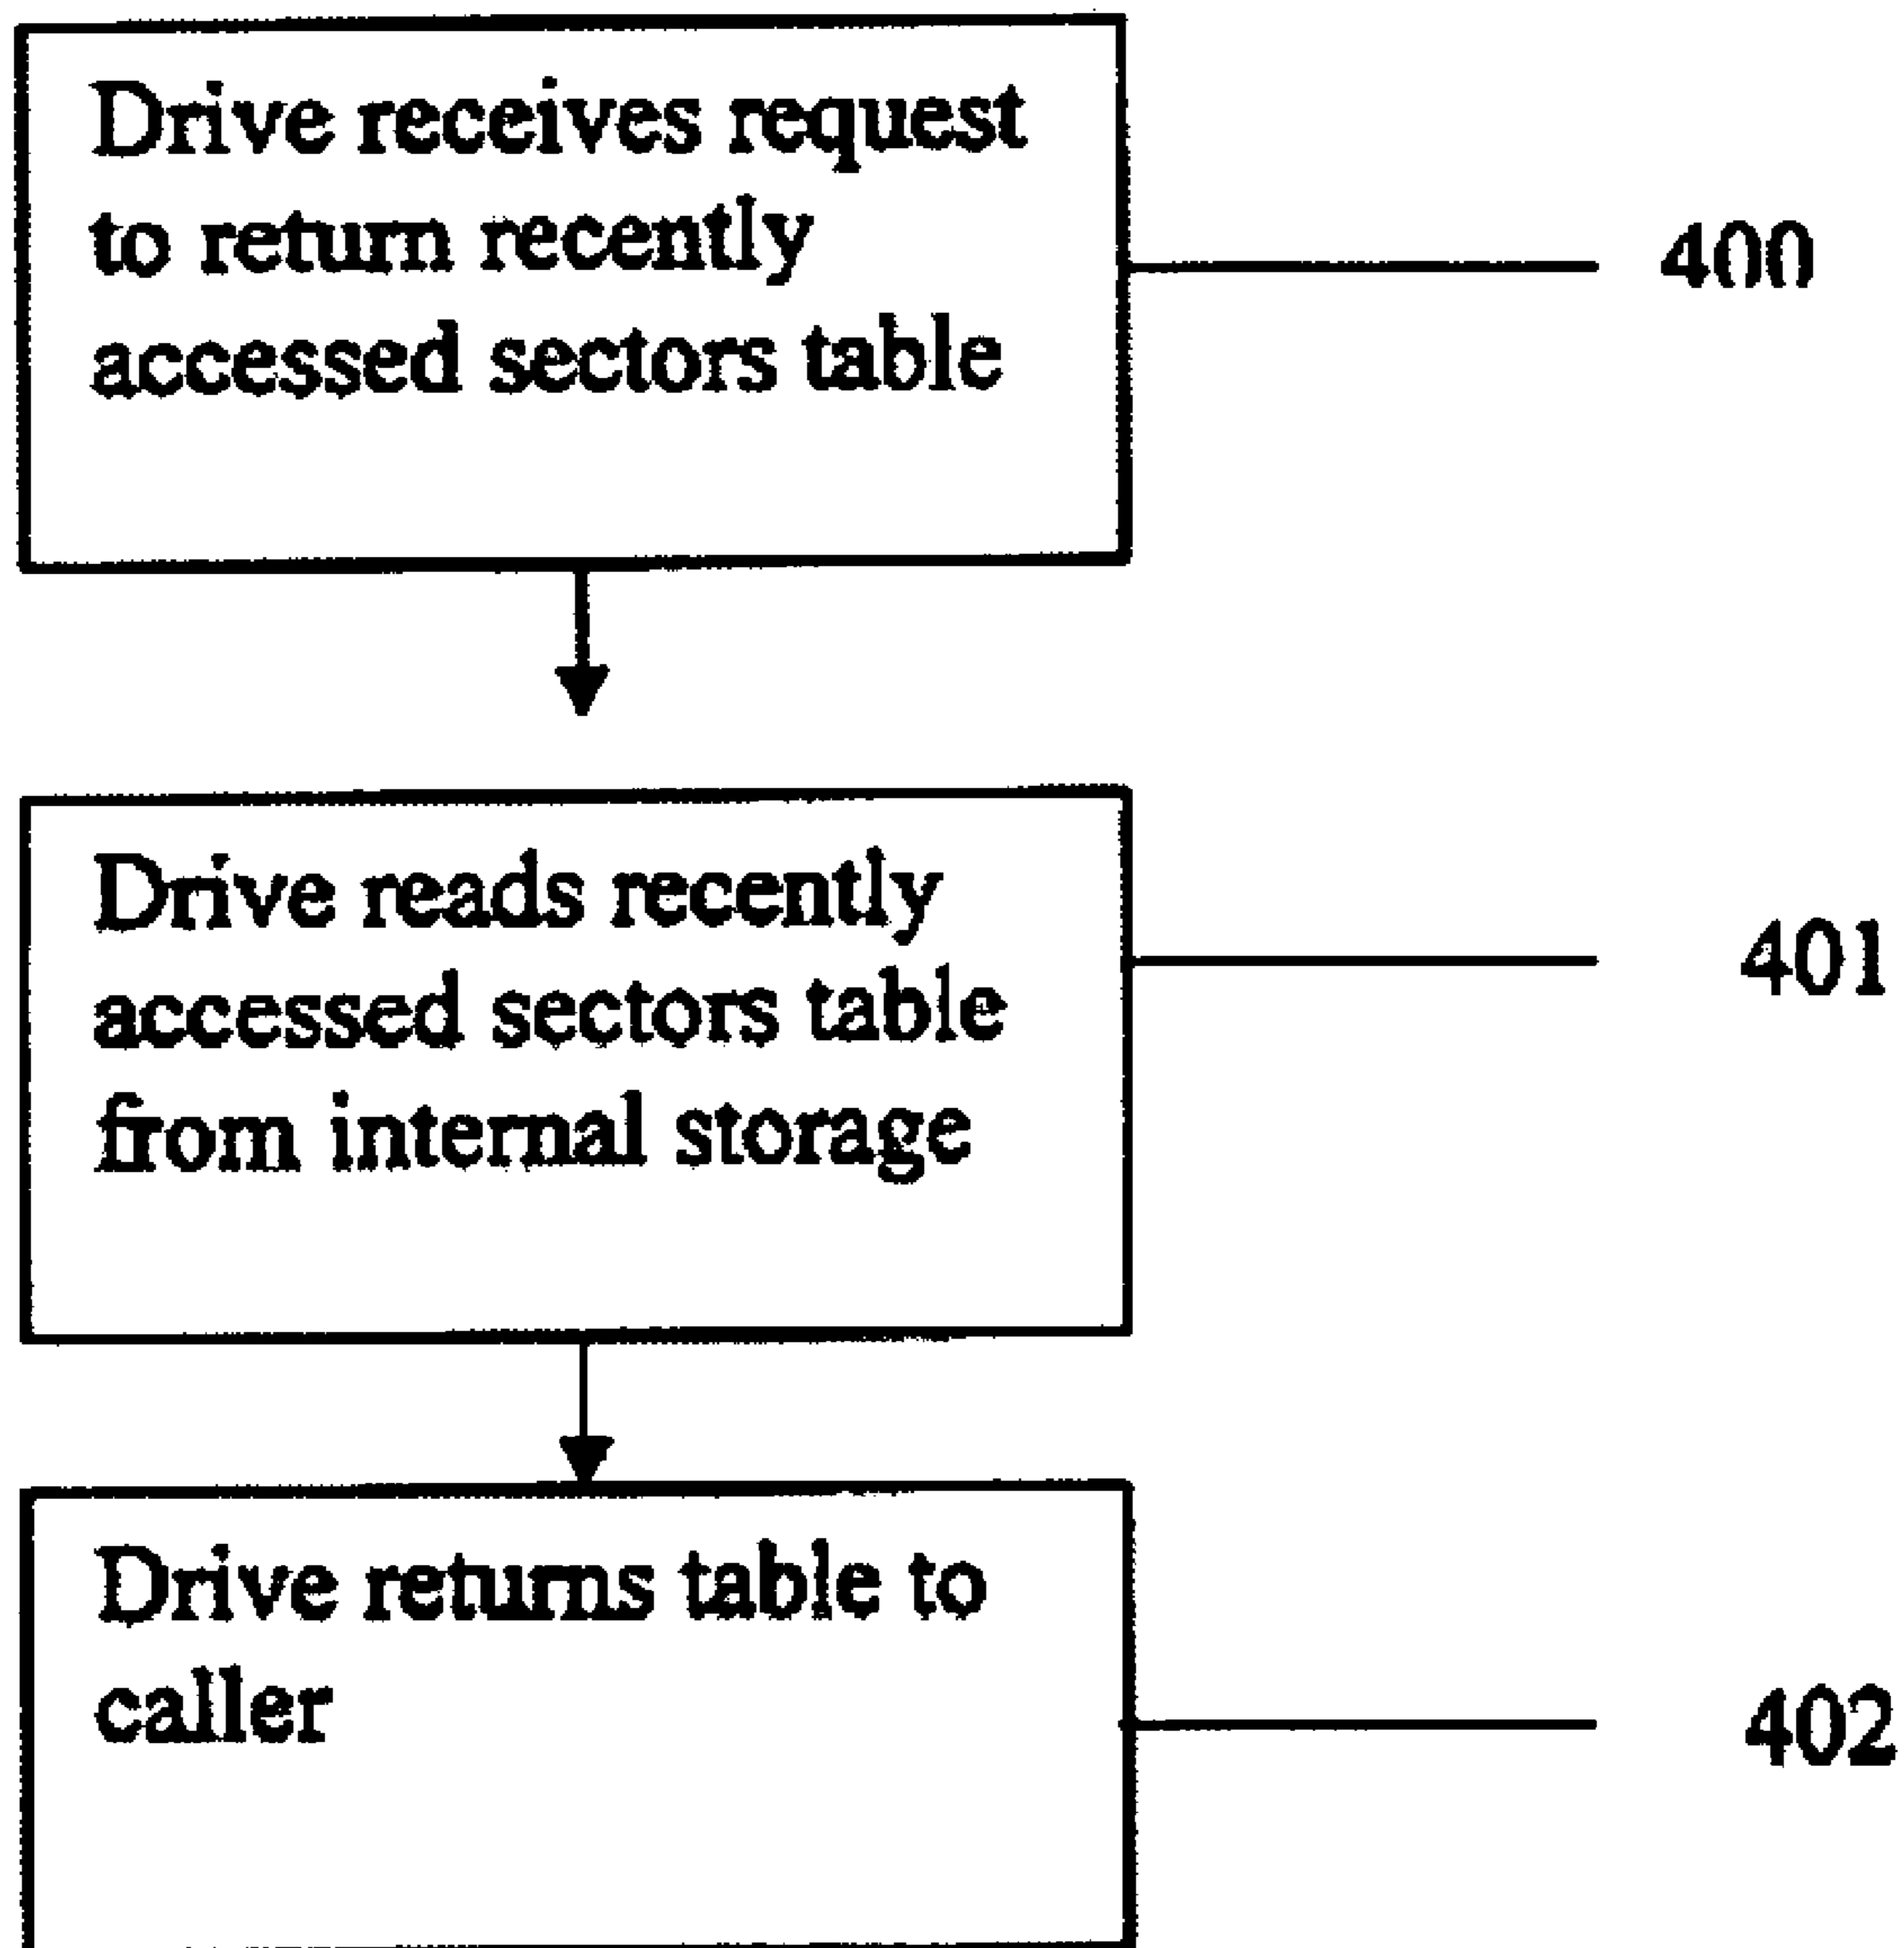 Drive receives request
to return recently
accessed sectors table
400
Drive reads recently
accessed sectors table
from internal storage
401
Drive returns table to
caller
402